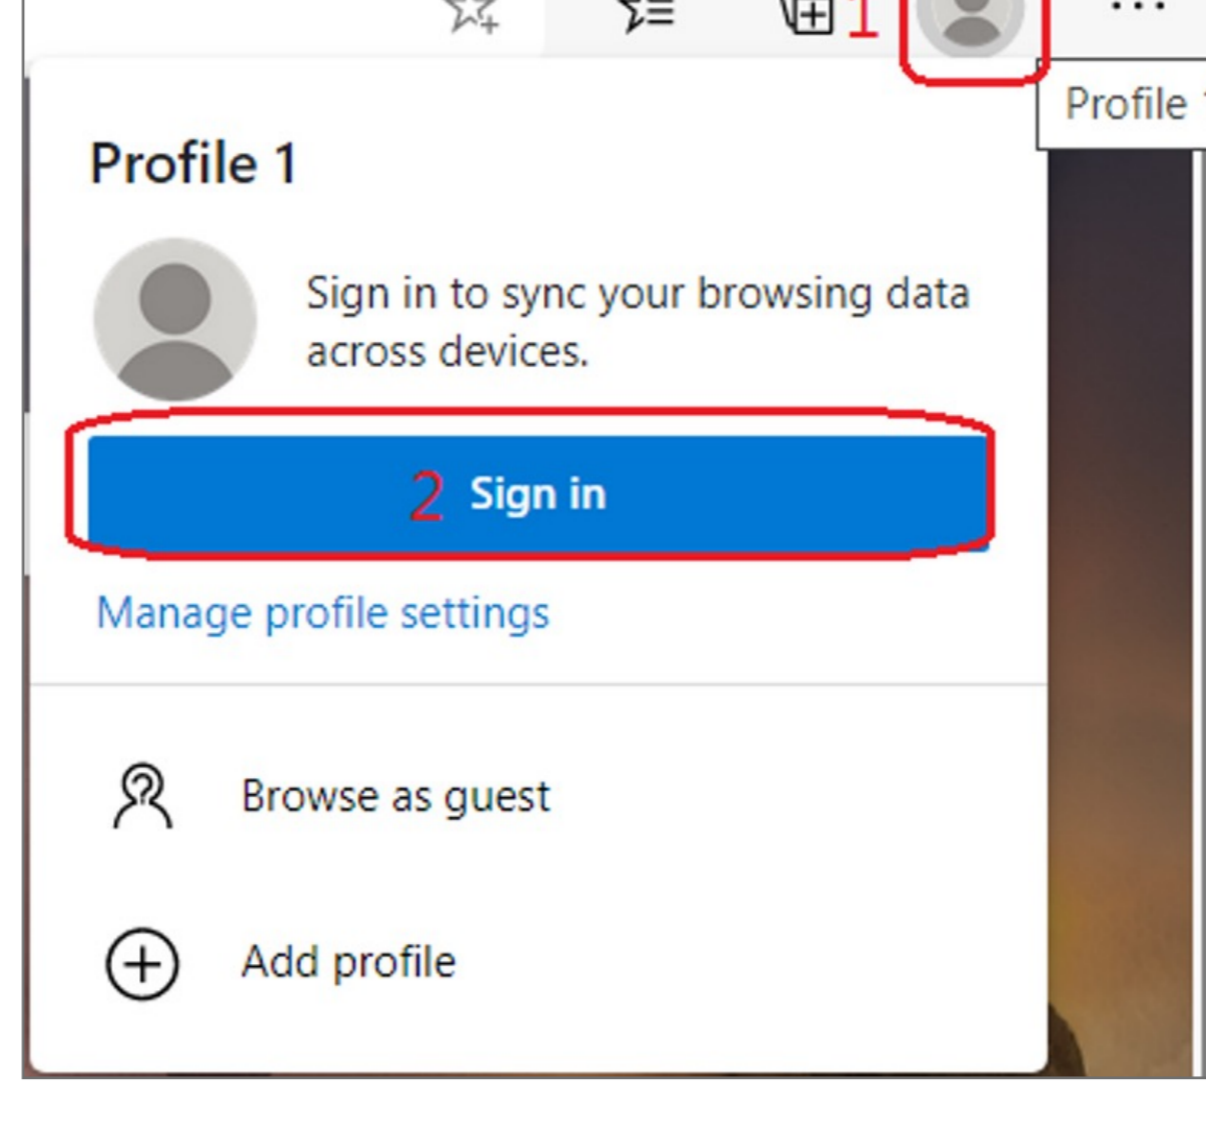 1
Profile 1
Profile 1
Sign in to sync your browsing data
across devices.
2 Sign in
Manage profile settings
Browse as guest
Add profile